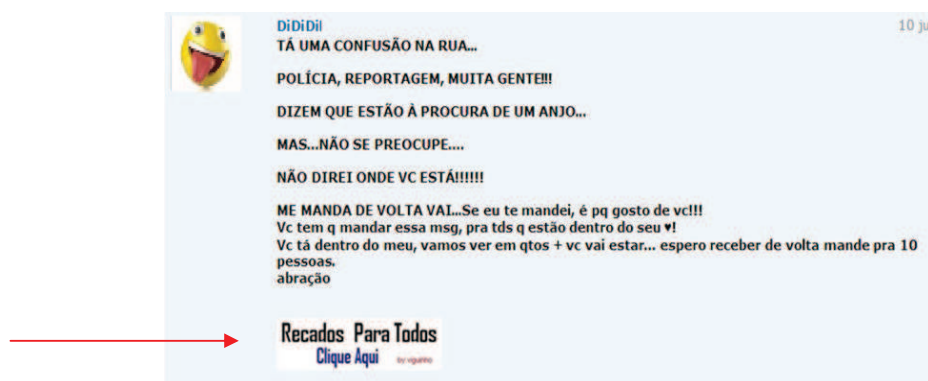 DiDiDil
10 ju
TÁ UMA CONFUSÃO NA RUA...
POLÍCIA, REPORTAGEM, MUITA GENTE!!!
DIZEM QUE ESTÃO À PROCURA DE UM ANJO...
MAS...NÃO SE PREOCUPE....
NÃO DIREI ONDE VC ESTÁ!!!!!!
ME MANDA DE VOLTA VAI...Se eu te mandei, é pq gosto de vc!!!
Vc tem q mandar essa msg, pra tds q estão dentro do seu ♥!
Vc tá dentro do meu, vamos ver em qtos + vc vai estar... espero receber de volta mande pra 10
pessoas.
abração
Recados Para Todos
Clique Aqui